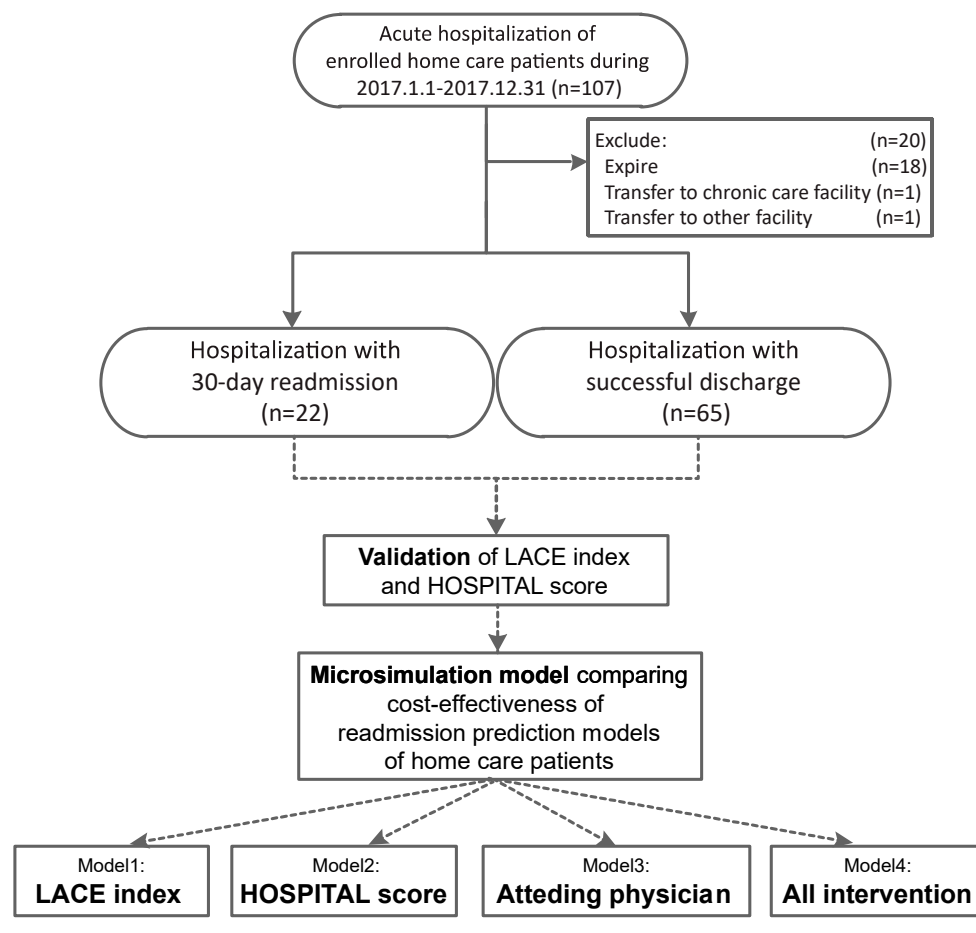 Acute hospitalization of
enrolled home care patients during
2017.1.1-2017.12.31 (n=107)
Exclude: (n=20)
Expire (n=18)
Transfer to chronic care facility (n=1)
Transfer to other facility (n=1)
Hospitalization with
30-day readmission
(n=22)
Hospitalization with
successful discharge
(n=65)
Validation of LACE index
and HOSPITAL score
Microsimulation model comparing
cost-effectiveness of
readmission prediction models
of home care patients
Model1:
LACE index
Model2:
HOSPITAL score
Model3:
Atteding physician
Model4:
All intervention